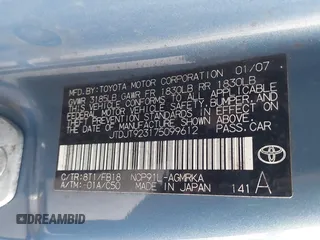 MFD.BY: TOYOTA MOTOR CORPORATION 01/07
GVWR 3185LB GAWR FR 1830LB RR 1830LB
THIS VEHICLE CONFORMS TO ALL APPLICABLE
FEDERAL MOTOR VEHICLE SAFETY, BUMPER, AND
THEFT PREVENTION STANDARDS IN EFFECT ON THE
DATE OF MANUFACTURE SHOWN ABOVE.
JTDJT923175099612 PASS.CAR
C/TR: 8T1/FB18 NCP91L-AGMRKA
A/TM: -01A/C50 MADE IN JAPAN 141 A
TOYOTA
DREAMBID